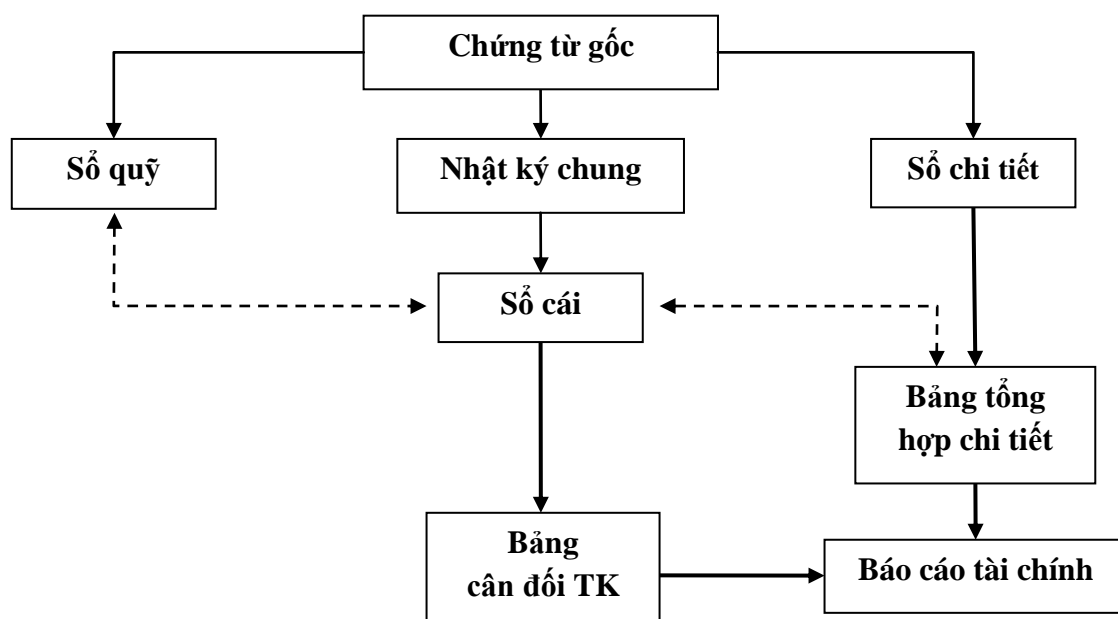 Chứng từ gốc
Sổ quỹ
Nhật ký chung
Sổ chi tiết
Sổ cái
Bảng tổng
hợp chi tiết
Bảng
cân đối TK
Báo cáo tài chính